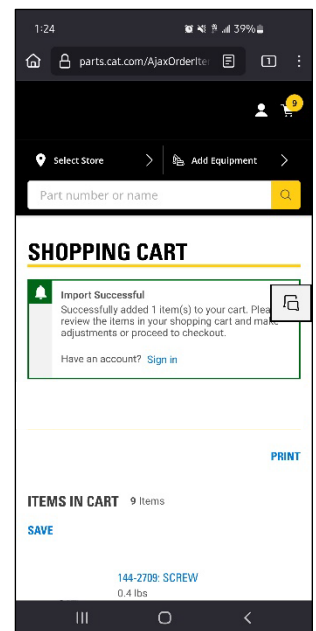 1:24
39%
parts.cat.com/AjaxOrderIte
1
9
Select Store
Add Equipment
Part number or name
SHOPPING CART
Import Successful
Successfully added 1 item(s) to your cart. Plea
review the items in your shopping cart and make
adjustments or proceed to checkout.
Have an account? Sign in
PRINT
ITEMS IN CART 9 Items
SAVE
144-2709: SCREW
0.4 lbs